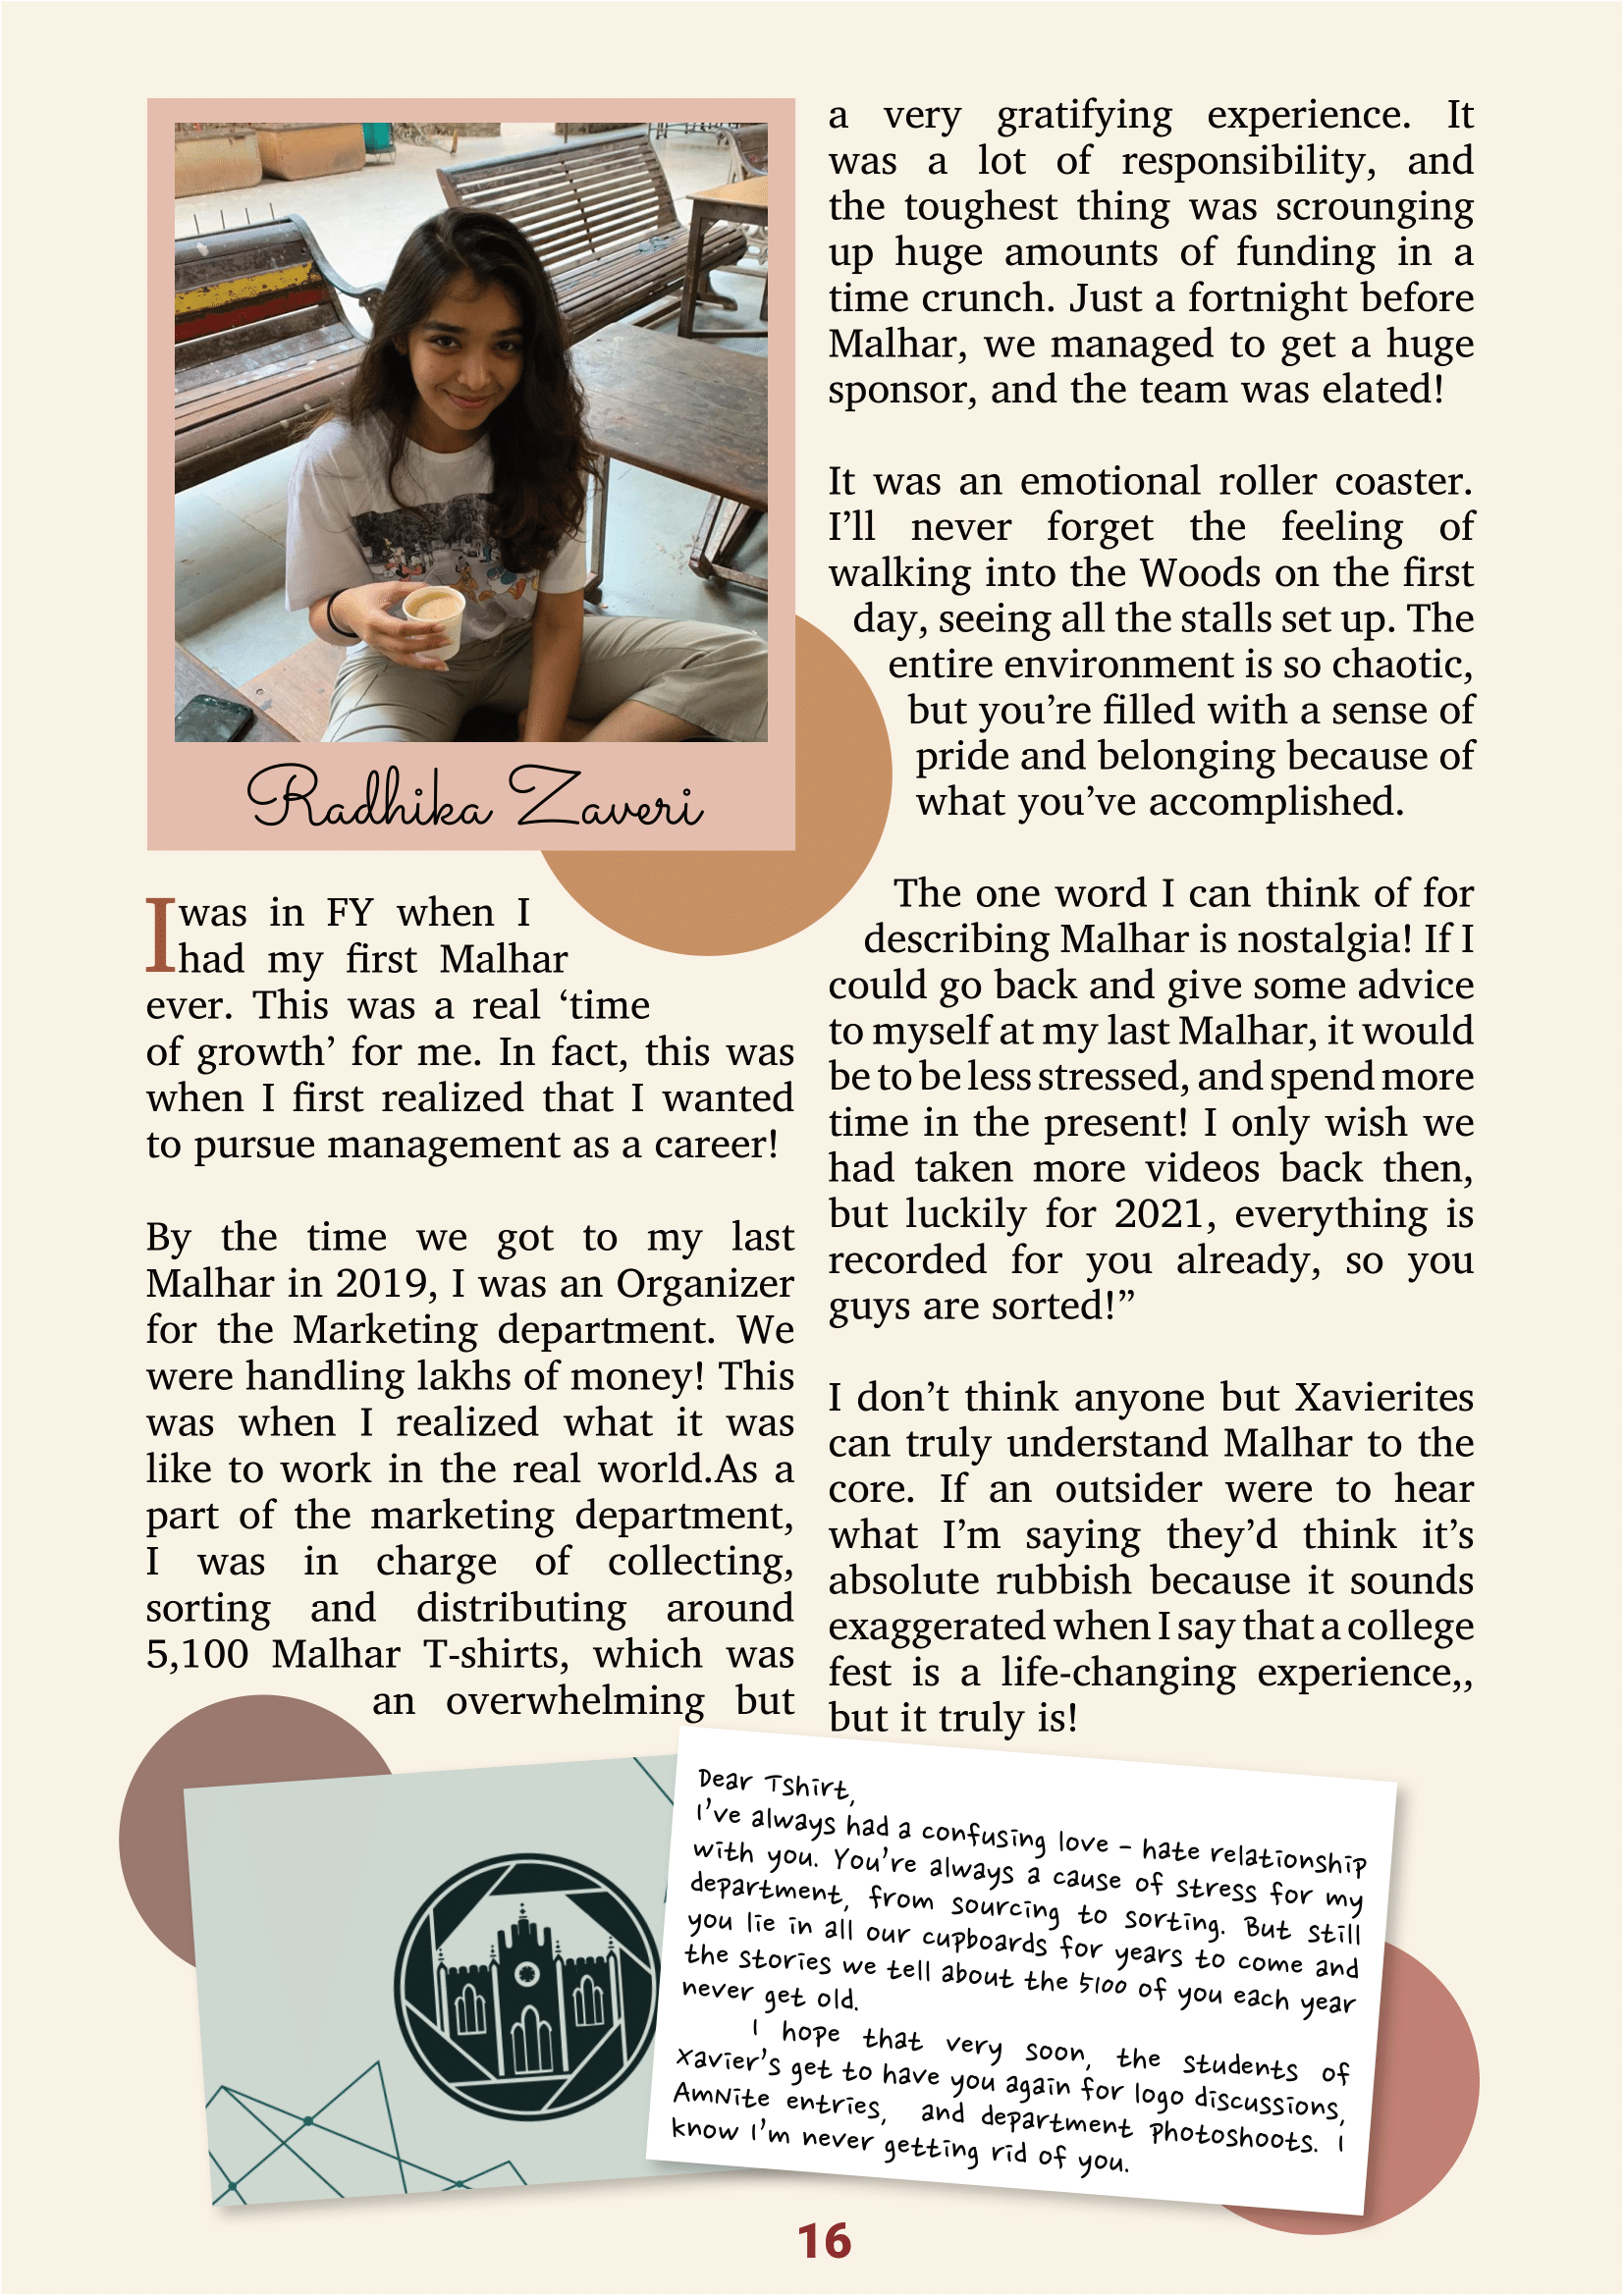 Radhika Zaveri
I was in FY when I
had my first Malhar
ever. This was a real ‘time
of growth’ for me. In fact, this was
when I first realized that I wanted
to pursue management as a career!
By the time we got to my last
Malhar in 2019, I was an Organizer
for the Marketing department. We
were handling lakhs of money! This
was when I realized what it was
like to work in the real world.As a
part of the marketing department,
I was in charge of collecting,
sorting and distributing around
5,100 Malhar T-shirts, which was
an overwhelming but
a very gratifying experience. It
was a lot of responsibility, and
the toughest thing was scrounging
up huge amounts of funding in a
time crunch. Just a fortnight before
Malhar, we managed to get a huge
sponsor, and the team was elated!
It was an emotional roller coaster.
I’ll never forget the feeling of
walking into the Woods on the first
day, seeing all the stalls set up. The
entire environment is so chaotic,
but you’re filled with a sense of
pride and belonging because of
what you’ve accomplished.
The one word I can think of for
describing Malhar is nostalgia! If I
could go back and give some advice
to myself at my last Malhar, it would
be to be less stressed, and spend more
time in the present! I only wish we
had taken more videos back then,
but luckily for 2021, everything is
recorded for you already, so you
guys are sorted!”
I don’t think anyone but Xavierites
can truly understand Malhar to the
core. If an outsider were to hear
what I’m saying they’d think it’s
absolute rubbish because it sounds
exaggerated when I say that a college
fest is a life-changing experience,,
but it truly is!
Dear Tshirt,
I’ve always had a confusing love - hate relationship
with you. You’re always a cause of stress for my
department, from sourcing to sorting. But still
you lie in all our cupboards for years to come and
the stories we tell about the 5100 of you each year
never get old.
I hope that very soon, the students of
Xavier’s get to have you again for logo discussions,
AmNite entries, and department Photoshoots. I
know I’m never getting rid of you.
16